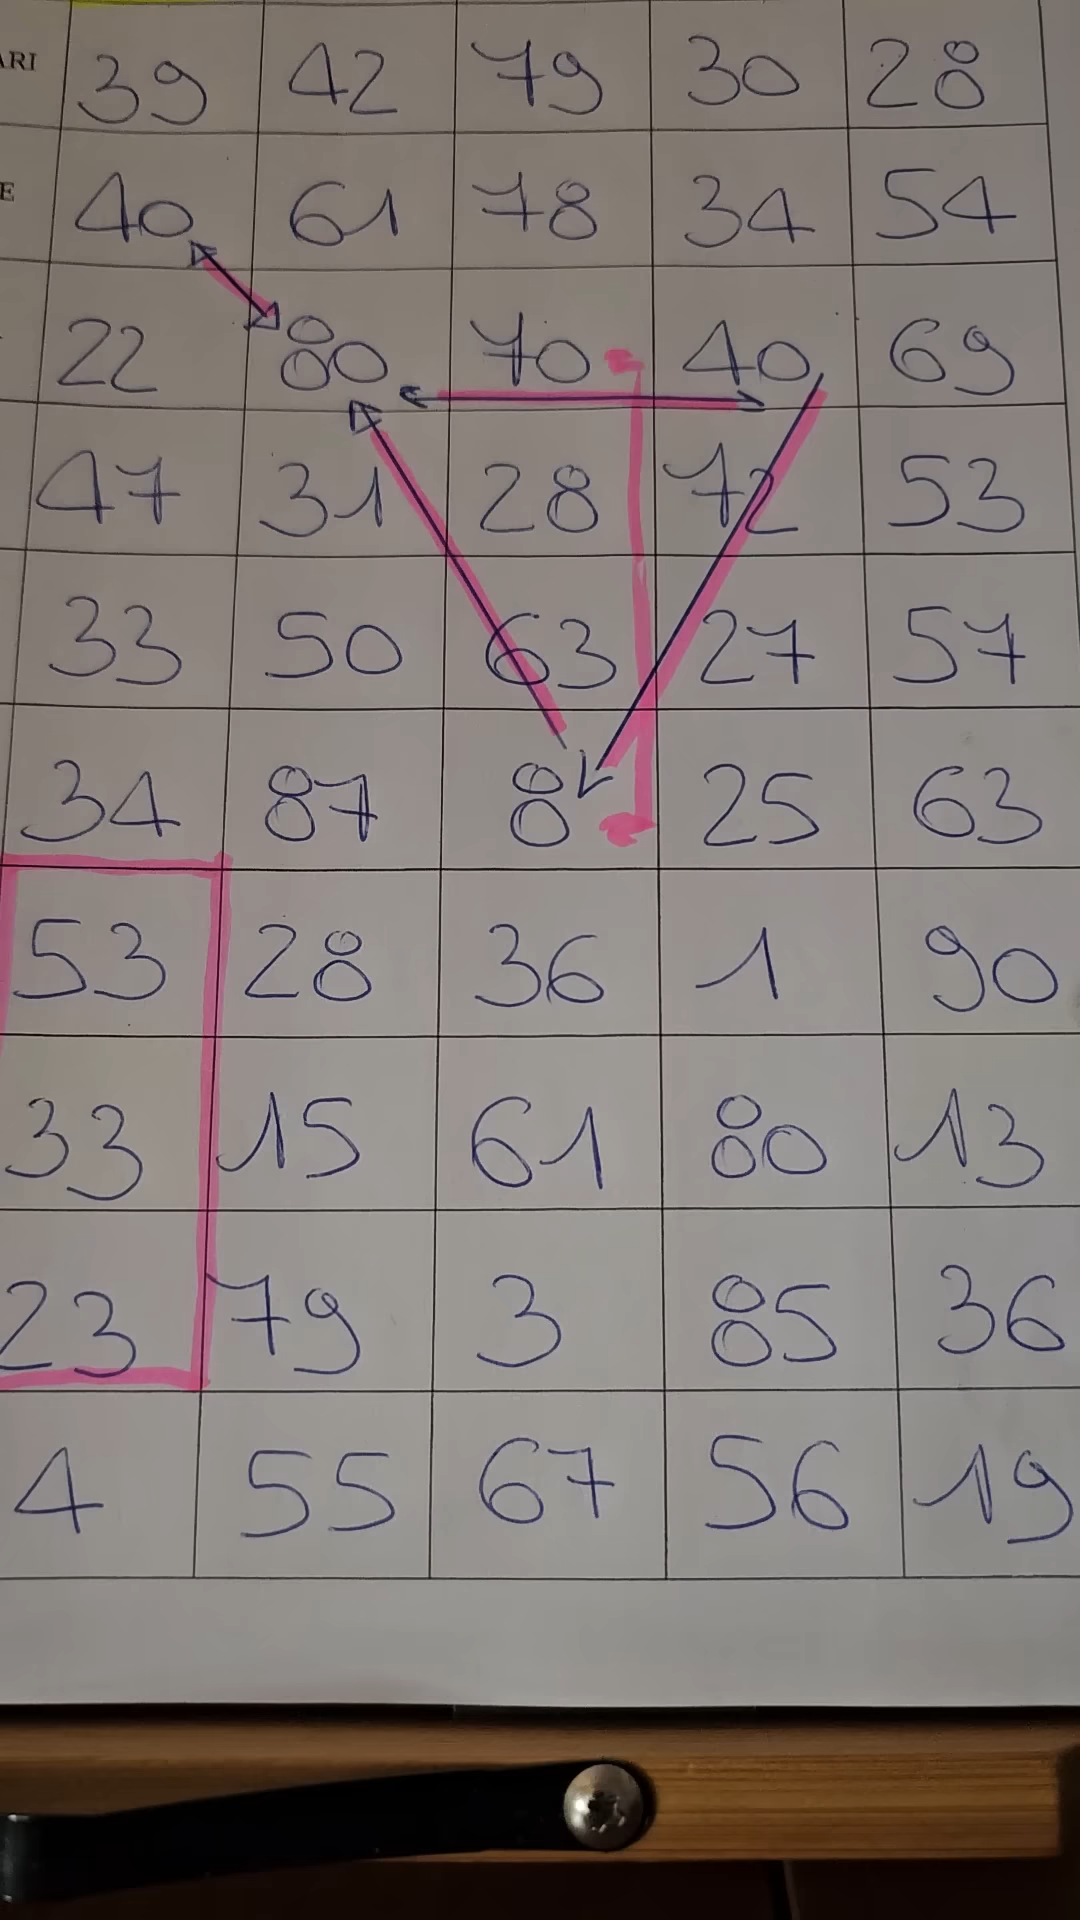 ARI 39 42 79 30 28
E 40 61 78 34 54
22 80 70 40 69
47 31 28 72 53
33 50 63 27 57
34 87 8 25 63
53 28 36 1 90
33 15 61 80 13
23 79 3 85 36
4 55 67 56 19